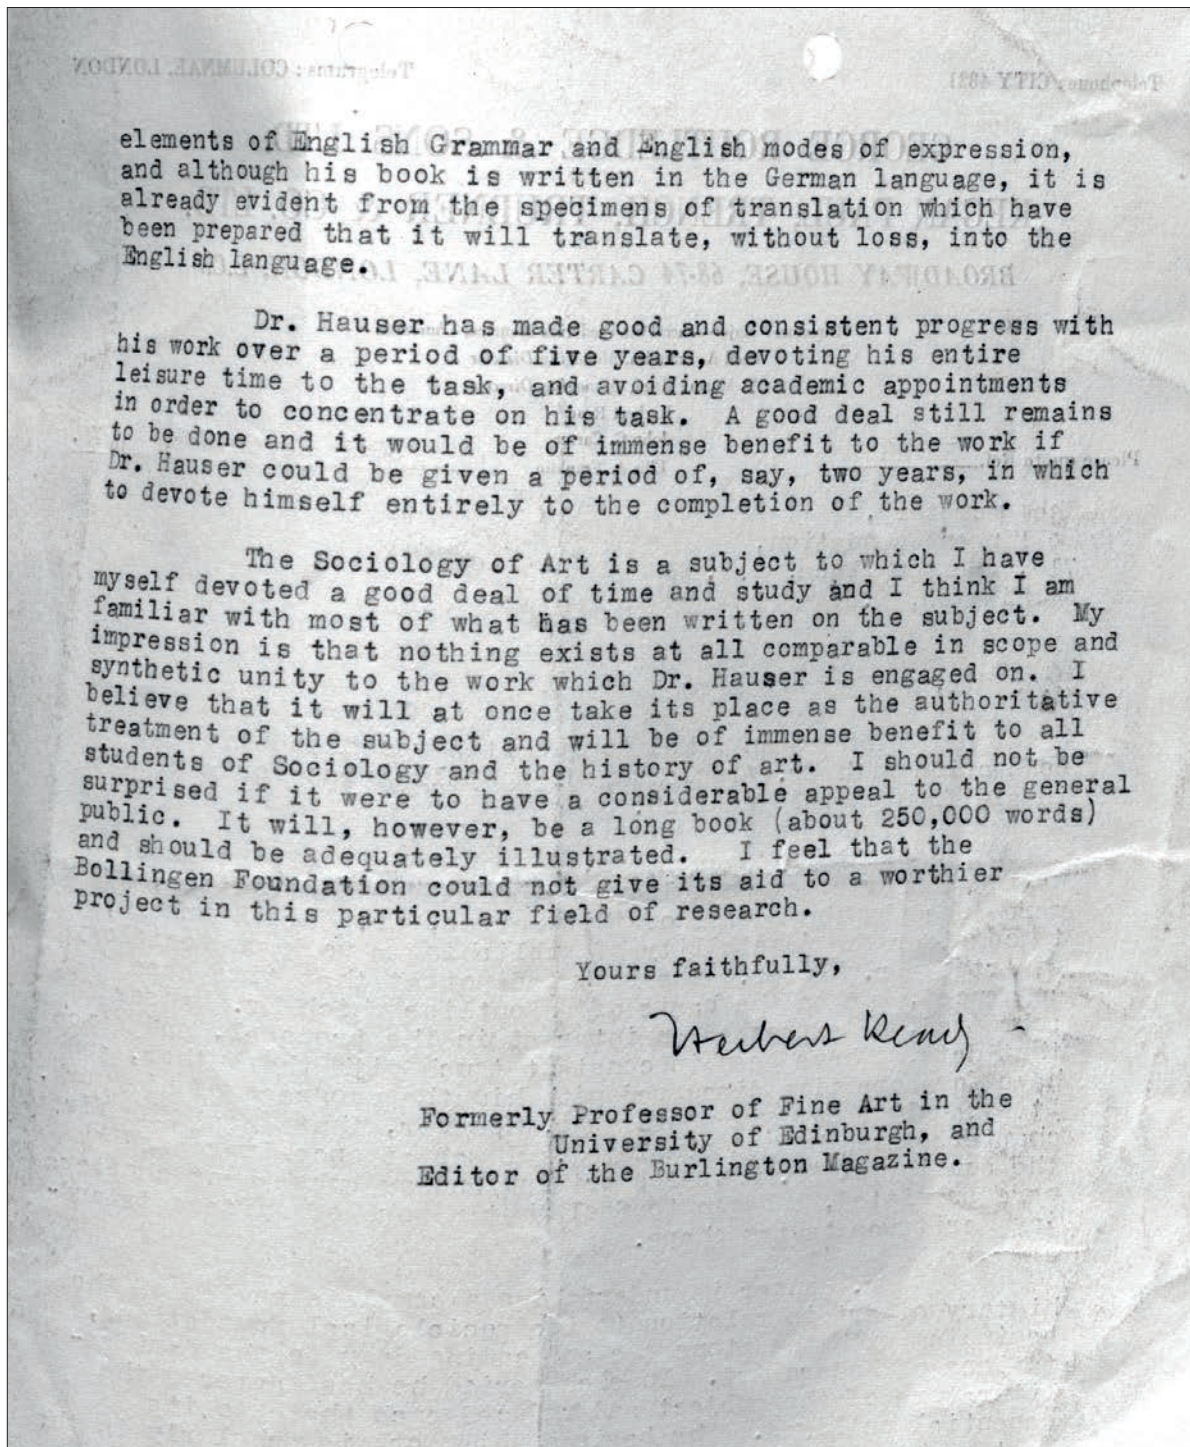 elements of English Grammar and English modes of expression,
and although his book is written in the German language, it is
already evident from the specimens of translation which have
been prepared that it will translate, without loss, into the
English language.
Dr. Hauser has made good and consistent progress with
his work over a period of five years, devoting his entire
leisure time to the task, and avoiding academic appointments
in order to concentrate on his task. A good deal still remains
to be done and it would be of immense benefit to the work if
Dr. Hauser could be given a period of, say, two years, in which
to devote himself entirely to the completion of the work.
The Sociology of Art is a subject to which I have
myself devoted a good deal of time and study and I think I am
familiar with most of what has been written on the subject. My
impression is that nothing exists at all comparable in scope and
synthetic unity to the work which Dr. Hauser is engaged on. I
believe that it will at once take its place as the authoritative
treatment of the subject and will be of immense benefit to all
students of Sociology and the history of art. I should not be
surprised if it were to have a considerable appeal to the general
public. It will, however, be a long book (about 250,000 words)
and should be adequately illustrated. I feel that the
Bollingen Foundation could not give its aid to a worthier
project in this particular field of research.
Yours faithfully,
Herbert Read
Formerly Professor of Fine Art in the
University of Edinburgh, and
Editor of the Burlington Magazine.